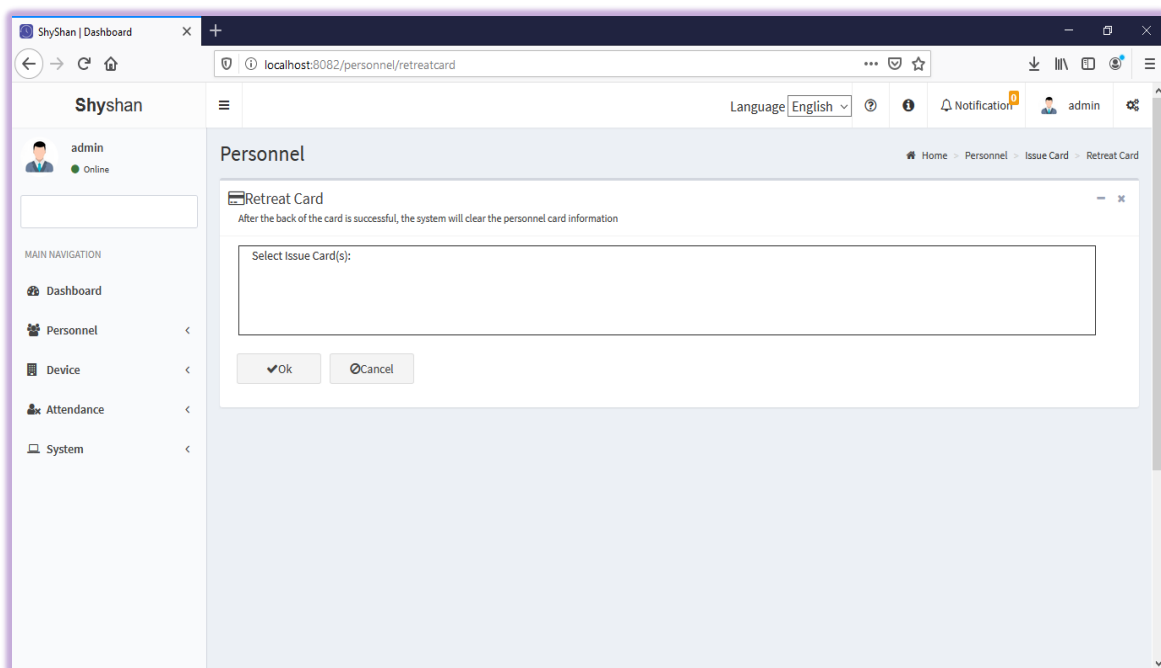 ShyShan | Dashboard
localhost:8082/personnel/retreatcard
Shyshan
Language English
Notification 0
admin
admin
Online
Personnel
Home > Personnel > Issue Card > Retreat Card
Retreat Card
After the back of the card is successful, the system will clear the personnel card information
MAIN NAVIGATION
Select Issue Card(s):
Dashboard
Personnel
Device
Attendance
System
Ok
Cancel